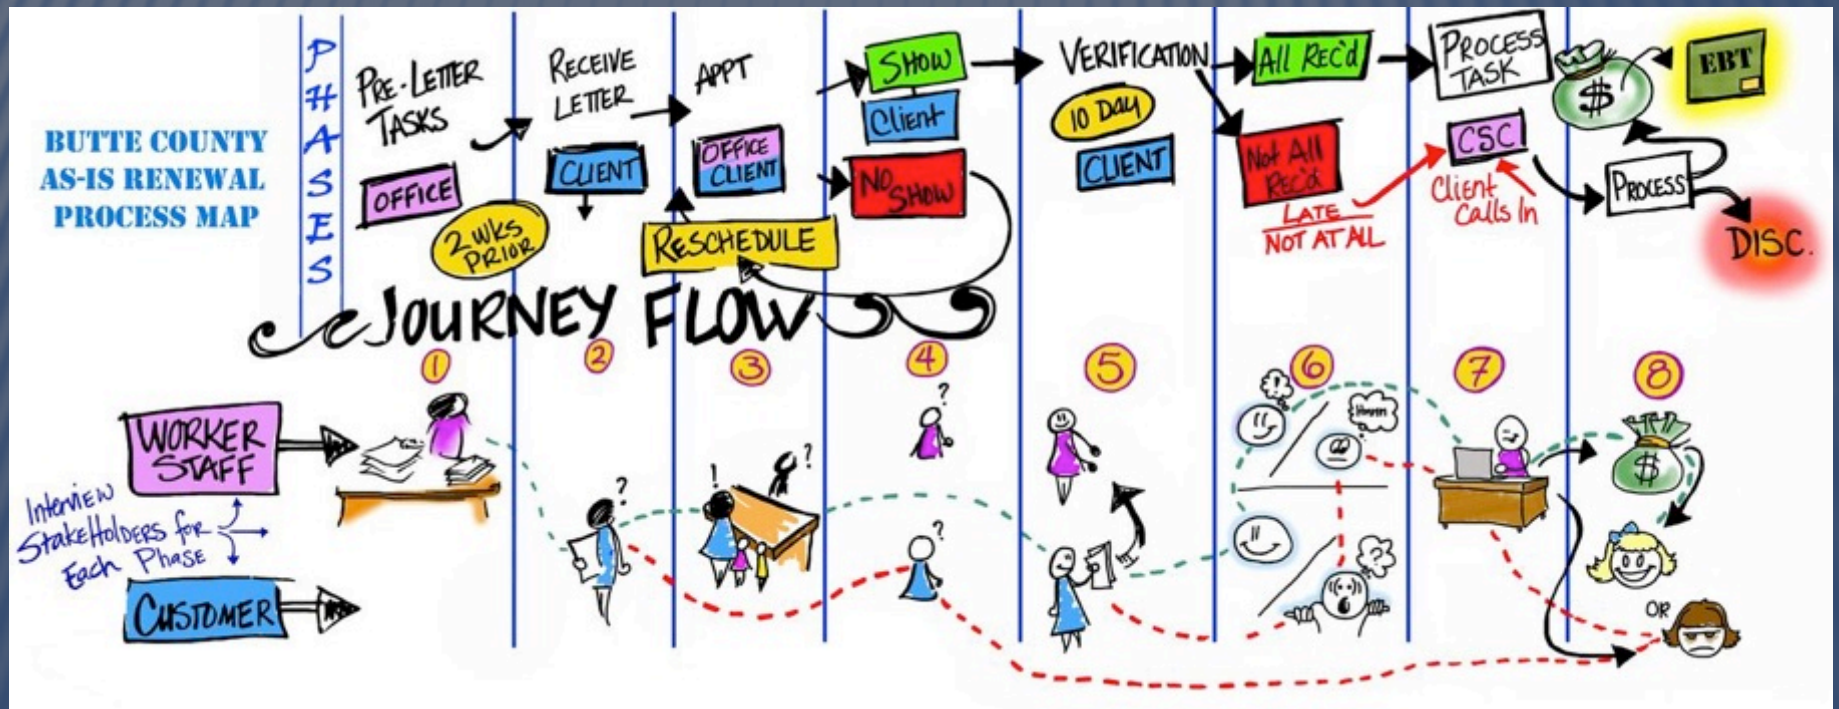 BUTTE COUNTY
AS-IS RENEWAL
PROCESS MAP
PHASES
PRE-LETTER
TASKS
OFFICE
2 WKS
PRIOR
RECEIVE
LETTER
CLIENT
APPT
OFFICE
CLIENT
RESCHEDULE
SHOW
Client
NO
SHOW
VERIFICATION
10 DAY
CLIENT
All REC'd
Not All
REC'd
LATE
NOT AT ALL
PROCESS
TASK
CSC
Client
Calls In
$
EBT
PROCESS
DISC.
JOURNEY FLOW
1
2
3
4
5
6
7
8
WORKER
STAFF
Interview
StakeHolders for
Each Phase
CUSTOMER
?
!
?
?
?
!
Hmmm
?
$
OR